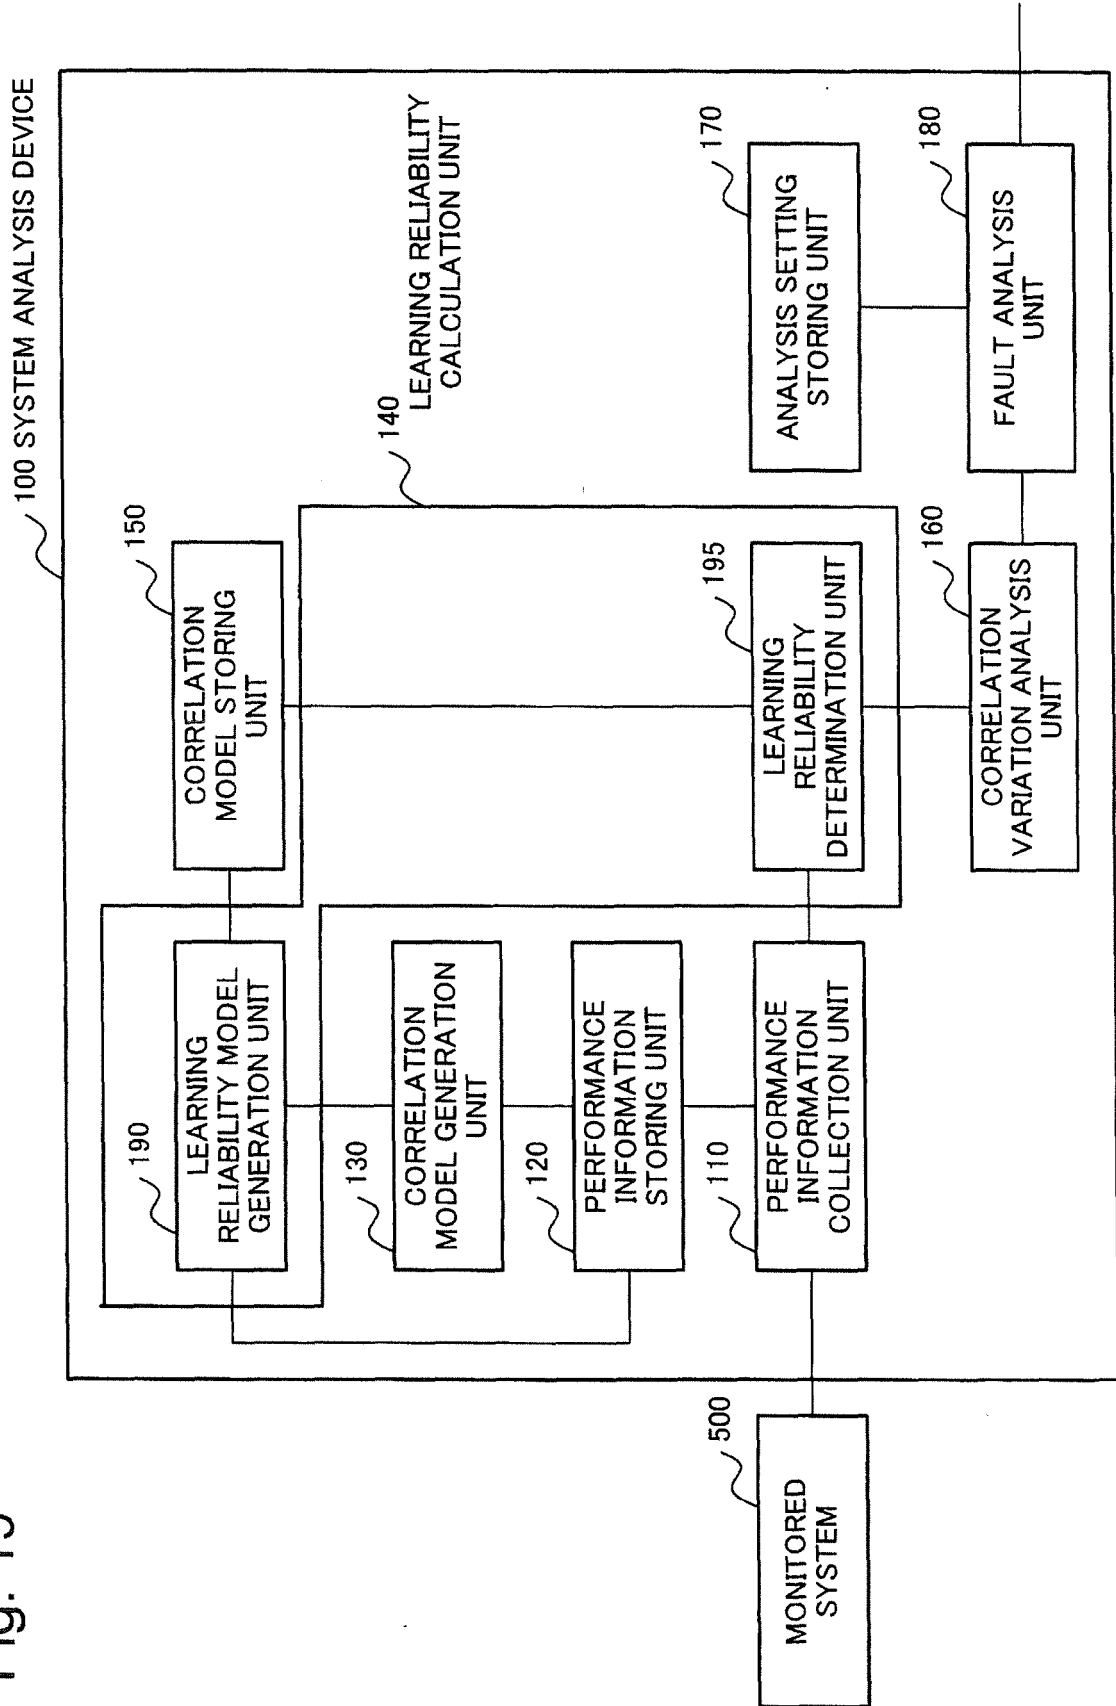 100 SYSTEM ANALYSIS DEVICE
140
LEARNING RELIABILITY
CALCULATION UNIT
190
LEARNING
RELIABILITY MODEL
GENERATION UNIT
150
CORRELATION
MODEL STORING
UNIT
130
CORRELATION
MODEL GENERATION
UNIT
120
PERFORMANCE
INFORMATION
STORING UNIT
500
MONITORED
SYSTEM
110
PERFORMANCE
INFORMATION
COLLECTION UNIT
195
LEARNING
RELIABILITY
DETERMINATION UNIT
170
ANALYSIS SETTING
STORING UNIT
160
CORRELATION
VARIATION ANALYSIS
UNIT
180
FAULT ANALYSIS
UNIT